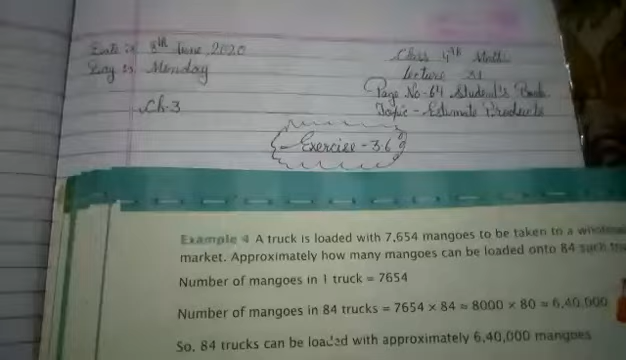 Date is 8th June, 2020
Day is Monday
Class 4th Math
Lecture 31
Page No-64 Student's Book
Ch-3
Topic - Estimate Products
Exercise - 3.6
Example 4 A truck is loaded with 7,654 mangoes to be taken to a
market. Approximately how many mangoes can be loaded onto 84 such
Number of mangoes in 1 truck = 7654
Number of mangoes in 84 trucks = 7654 × 84 ≈ 8000 × 80 = 6,40,000
So, 84 trucks can be loaded with approximately 6,40,000 mangoes